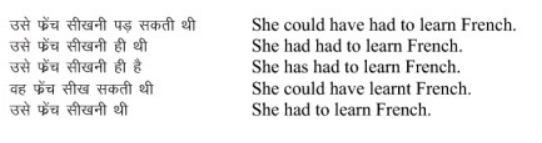 उसे फ्रेंच सीखनी पड़ सकती थी She could have had to learn French.
उसे फ्रेंच सीखनी ही थी She had had to learn French.
उसे फ्रेंच सीखनी ही है She has had to learn French.
वह फ्रेंच सीख सकती थी She could have learnt French.
उसे फ्रेंच सीखनी थी She had to learn French.